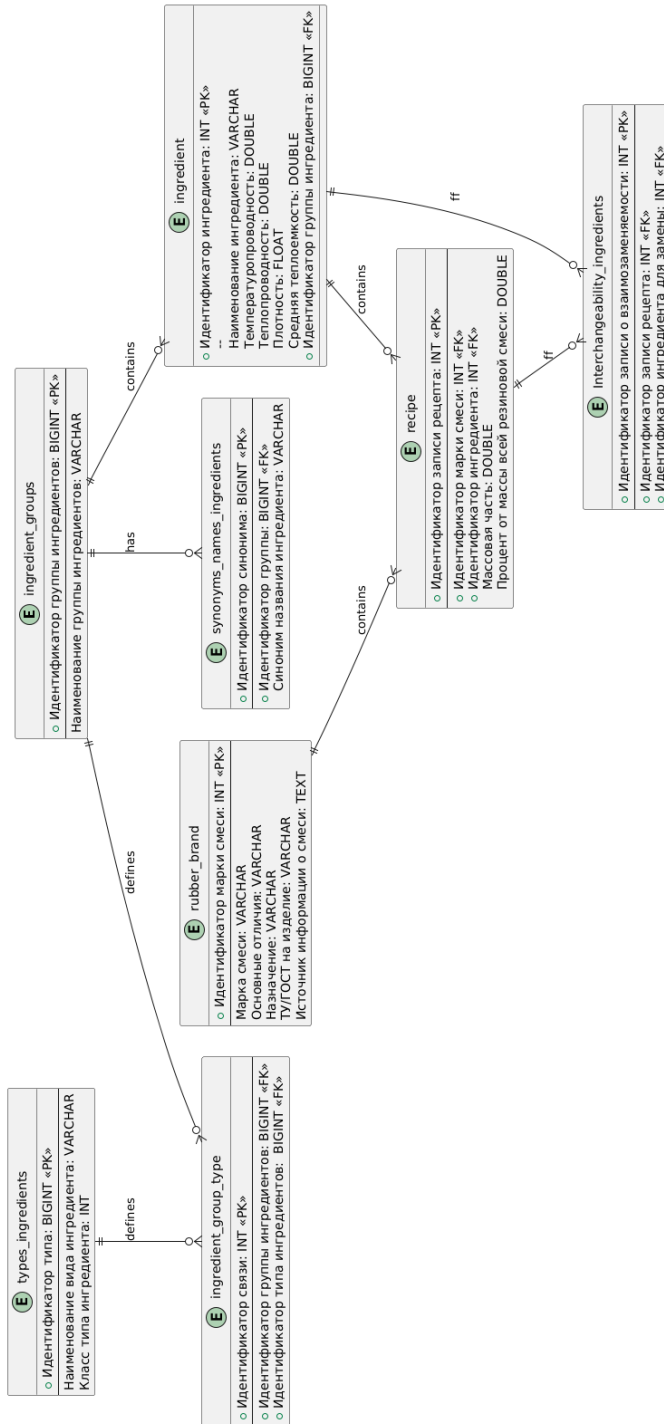 E types_ingredients
Идентификатор типа: BIGINT «PK»
Наименование вида ингредиента: VARCHAR
Класс типа ингредиента: INT
defines
E ingredient_group_type
Идентификатор связи: INT «PK»
Идентификатор группы ингредиентов: BIGINT «FK»
Идентификатор типа ингредиентов: BIGINT «FK»
defines
E ingredient_groups
Идентификатор группы ингредиентов: BIGINT «PK»
Наименование группы ингредиентов: VARCHAR
has
contains
E rubber_brand
Идентификатор марки смеси: INT «PK»
Марка смеси: VARCHAR
Основные отличия: VARCHAR
Назначение: VARCHAR
ТУ/ГОСТ на изделие: VARCHAR
Источник информации о смеси: TEXT
E synonyms_names_ingredients
Идентификатор синонима: BIGINT «PK»
Идентификатор группы: BIGINT «FK»
Синоним названия ингредиента: VARCHAR
E ingredient
Идентификатор ингредиента: INT «PK»
--
Наименование ингредиента: VARCHAR
Температуропроводность: DOUBLE
Теплопроводность: DOUBLE
Плотность: FLOAT
Средняя теплоемкость: DOUBLE
Идентификатор группы ингредиента: BIGINT «FK»
contains
contains
ff
E recipe
Идентификатор записи рецепта: INT «PK»
Идентификатор марки смеси: INT «FK»
Идентификатор ингредиента: INT «FK»
Массовая часть: DOUBLE
Процент от массы всей резиновой смеси: DOUBLE
ff
E Interchangeability_ingredients
Идентификатор записи о взаимозаменяемости: INT «PK»
Идентификатор записи рецепта: INT «FK»
Идентификатор ингредиента для замены: INT «FK»